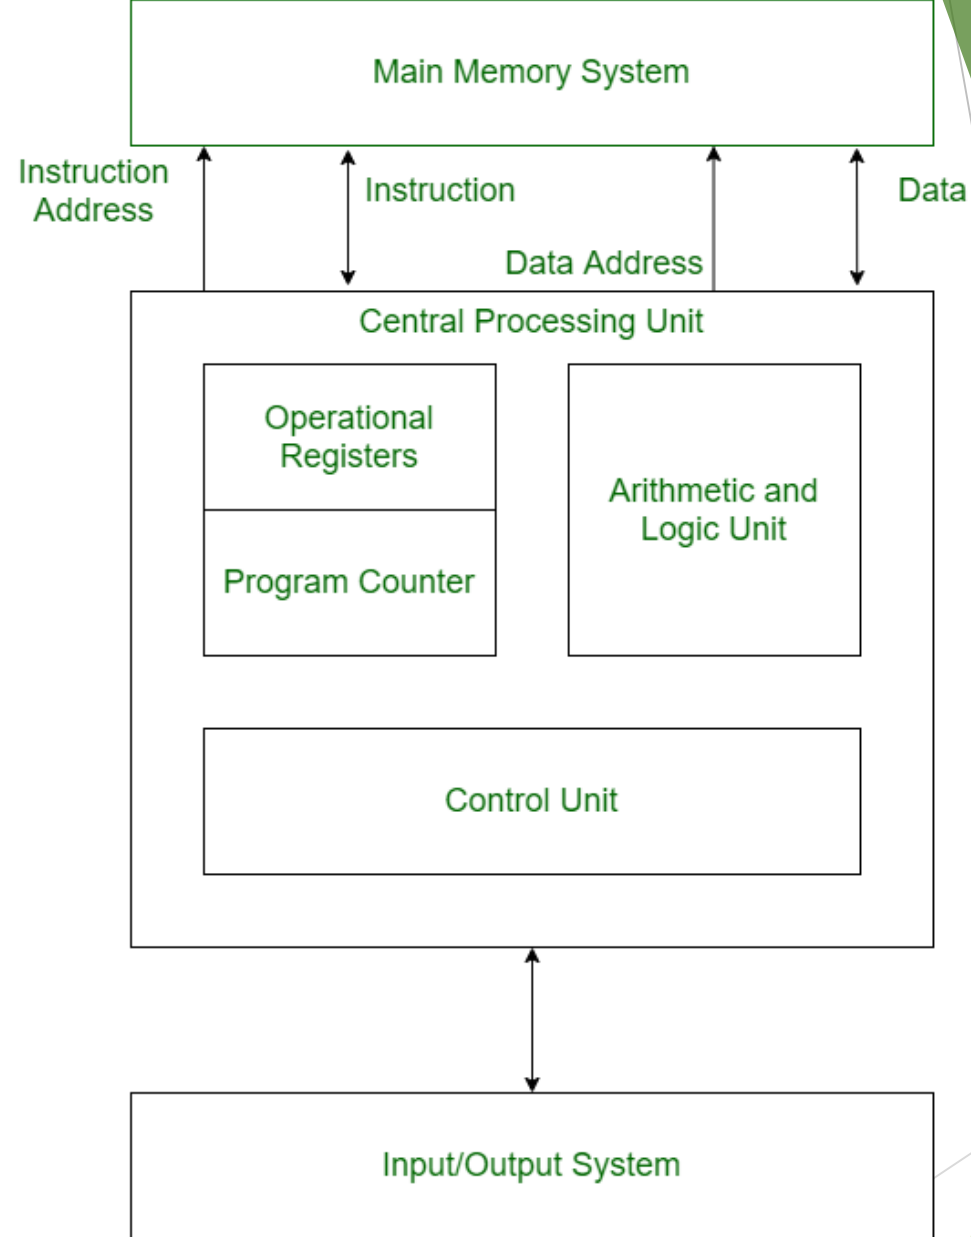 Main Memory System
Instruction
Address
Instruction
Data
Data Address
Central Processing Unit
Operational
Registers
Arithmetic and
Logic Unit
Program Counter
Control Unit
Input/Output System